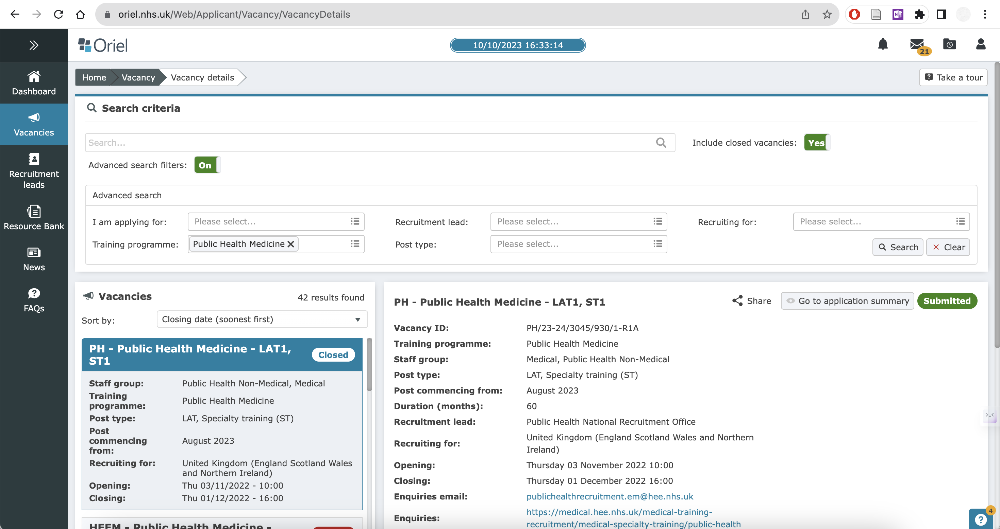 oriel.nhs.uk/Web/Applicant/Vacancy/VacancyDetails
Oriel
10/10/2023 16:33:14
21
Dashboard
Vacancies
Recruitment
leads
Resource Bank
News
FAQs
Home
Vacancy
Vacancy details
Take a tour
Search criteria
Search...
Include closed vacancies:
Yes
Advanced search filters:
On
Advanced search
I am applying for:
Please select...
Recruitment lead:
Please select...
Recruiting for:
Please select...
Training programme:
Public Health Medicine
Post type:
Please select...
Search
Clear
Vacancies
42 results found
Sort by:
Closing date (soonest first)
PH - Public Health Medicine - LAT1,
ST1
Closed
Staff group:
Public Health Non-Medical, Medical
Training
programme:
Public Health Medicine
Post type:
LAT, Specialty training (ST)
Post
commencing
from:
August 2023
Recruiting for:
United Kingdom (England Scotland Wales
and Northern Ireland)
Opening:
Thu 03/11/2022 - 10:00
Closing:
Thu 01/12/2022 - 16:00
HEEM - Public Health Medicine -
PH - Public Health Medicine - LAT1, ST1
Share
Go to application summary
Submitted
Vacancy ID:
PH/23-24/3045/930/1-R1A
Training programme:
Public Health Medicine
Staff group:
Medical, Public Health Non-Medical
Post type:
LAT, Specialty training (ST)
Post commencing from:
August 2023
Duration (months):
60
Recruitment lead:
Public Health National Recruitment Office
Recruiting for:
United Kingdom (England Scotland Wales and Northern
Ireland)
Opening:
Thursday 03 November 2022 10:00
Closing:
Thursday 01 December 2022 16:00
Enquiries email:
publichealthrecruitment.em@hee.nhs.uk
Enquiries:
https://medical.hee.nhs.uk/medical-training-
recruitment/medical-specialty-training/public-health
4